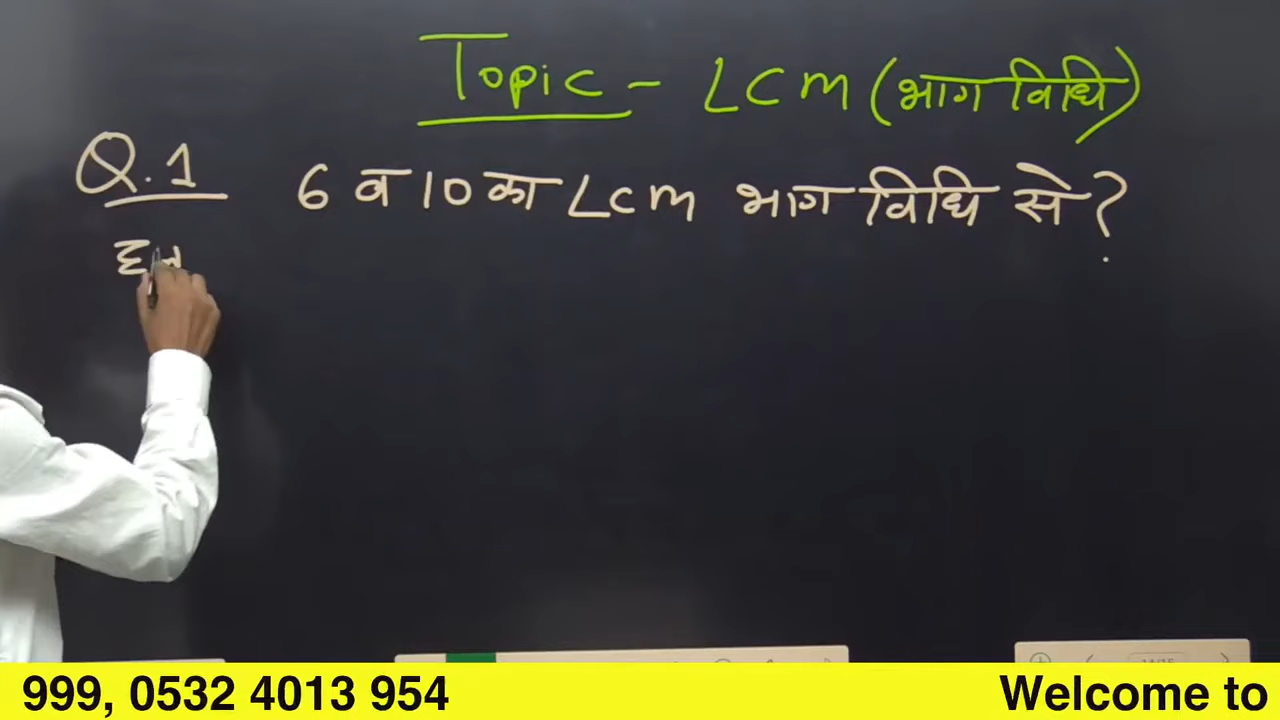 Topic - LCM (भाग विधि)
Q.1 6 व 10 का LCM भाग विधि से ?
999, 0532 4013 954 Welcome to